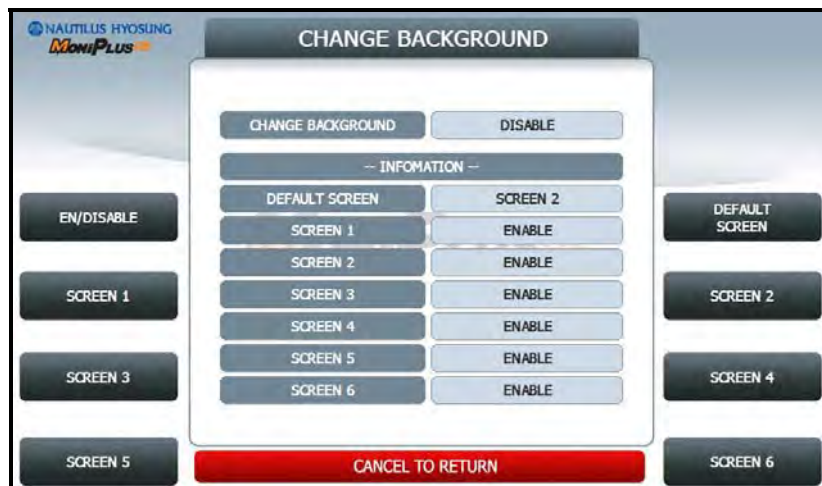 NAUTILUS HYOSUNG
MoniPlus
CHANGE BACKGROUND
CHANGE BACKGROUND DISABLE
-- INFOMATION --
DEFAULT SCREEN SCREEN 2
SCREEN 1 ENABLE
SCREEN 2 ENABLE
SCREEN 3 ENABLE
SCREEN 4 ENABLE
SCREEN 5 ENABLE
SCREEN 6 ENABLE
EN/DISABLE
DEFAULT
SCREEN
SCREEN 1
SCREEN 2
SCREEN 3
SCREEN 4
SCREEN 5
CANCEL TO RETURN
SCREEN 6